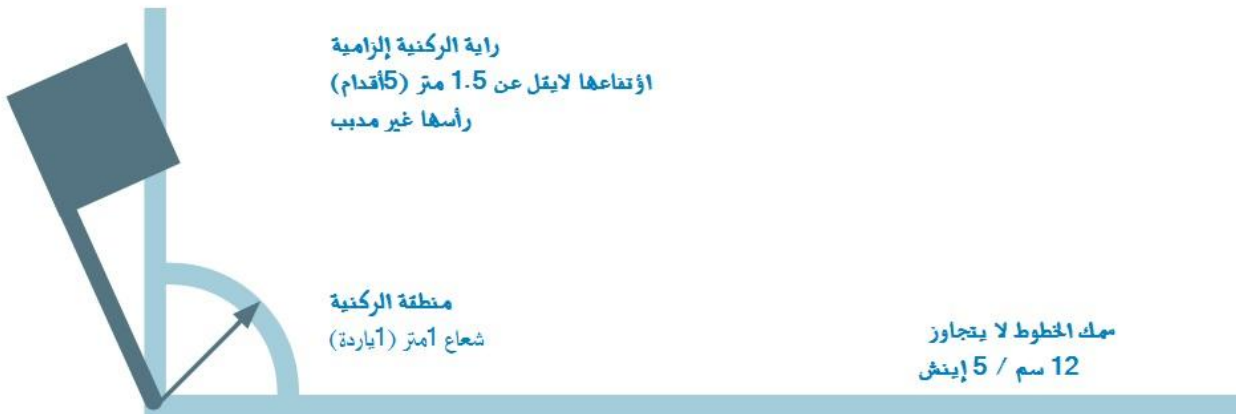 راية الركنية إلزامية
اؤتفاعها لايقل عن 1.5 متر (5أقدام)
رأسها غير مدبب
منطقة الركنية
شعاع 1متر (1ياردة)
سمك الخطوط لا يتجاوز
12 سم / 5 إينش